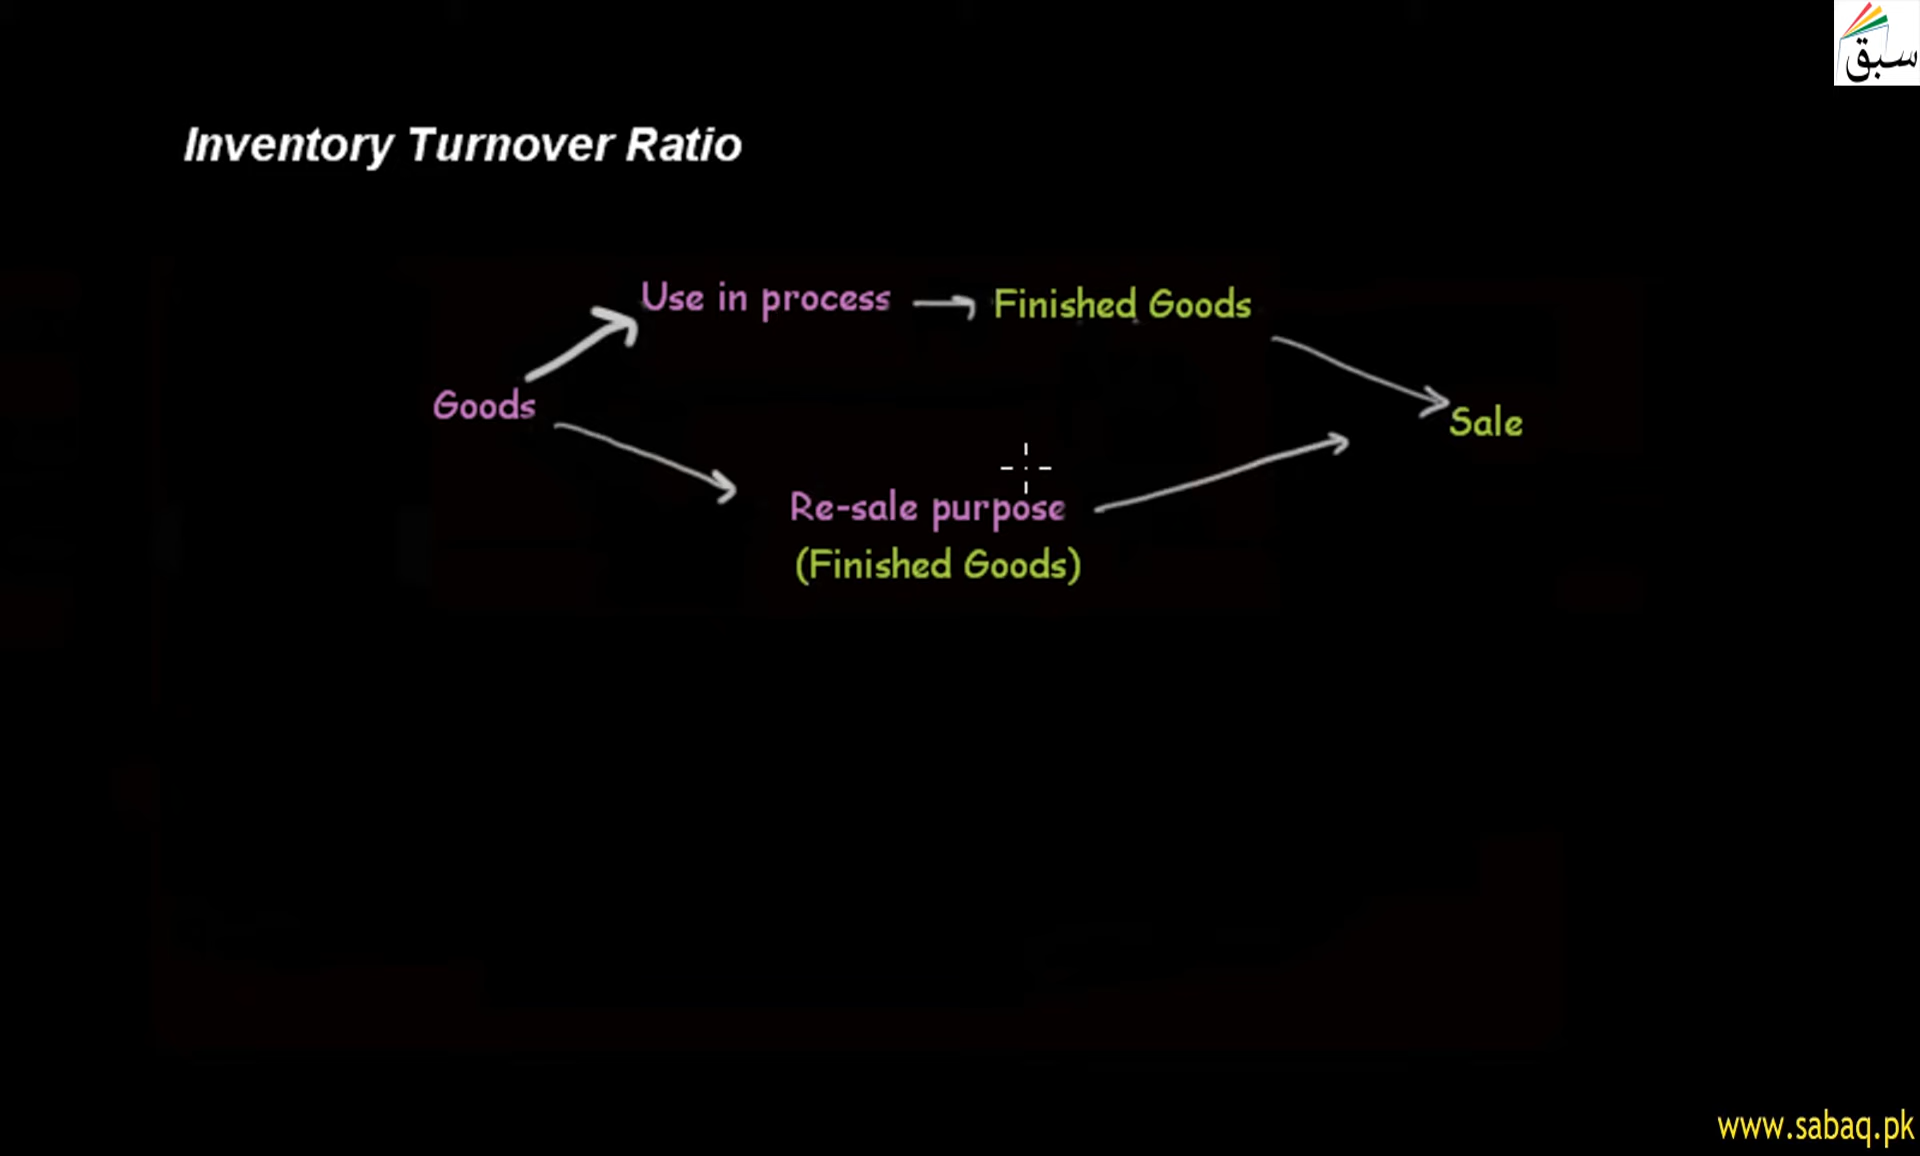 سبق
Inventory Turnover Ratio
Use in process
Finished Goods
Goods
Sale
Re-sale purpose
(Finished Goods)
www.sabaq.pk